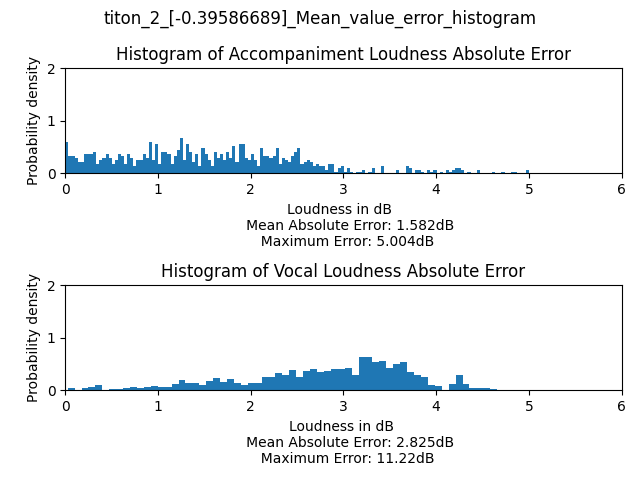 titon_2_[-0.39586689]_Mean_value_error_histogram
Histogram of Accompaniment Loudness Absolute Error
Probability density
2
1
0
0 1 2 3 4 5 6
Loudness in dB
Mean Absolute Error: 1.582dB
Maximum Error: 5.004dB
Histogram of Vocal Loudness Absolute Error
Probability density
2
1
0
0 1 2 3 4 5 6
Loudness in dB
Mean Absolute Error: 2.825dB
Maximum Error: 11.22dB